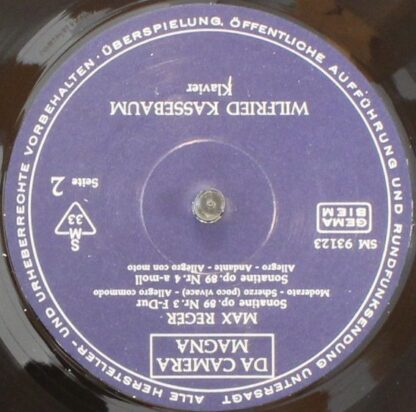 DA CAMERA
MAGNA
MAX REGER
Sonatine op. 89 Nr. 3 F-Dur
Moderato - Scherzo (poco vivace) - Allegro commodo
Sonatine op. 89 Nr. 4 a-moll
Allegro - Andante - Allegro con moto
SM 93123
GEMA
BIEM
S
33
M
Seite 2
WILFRIED KASSEBAUM
Klavier
ALLE HERSTELLER- UND URHEBERRECHTE VORBEHALTEN · ÜBERSPIELUNG, ÖFFENTLICHE AUFFÜHRUNG UND RUNDFUNKSENDUNG UNTERSAGT